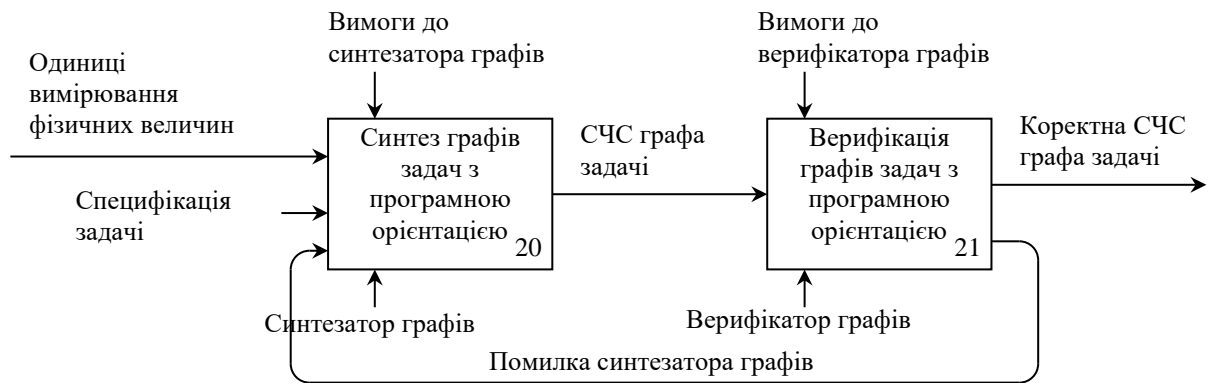 Вимоги до
синтезатора графів
Вимоги до
верифікатора графів
Одиниці
вимірювання
фізичних величин
Синтез графів
задач з
програмною
орієнтацією
20
СЧС графа
задачі
Верифікація
графів задач з
програмною
орієнтацією
21
Коректна СЧС
графа задачі
Специфікація
задачі
Синтезатор графів
Верифікатор графів
Помилка синтезатора графів